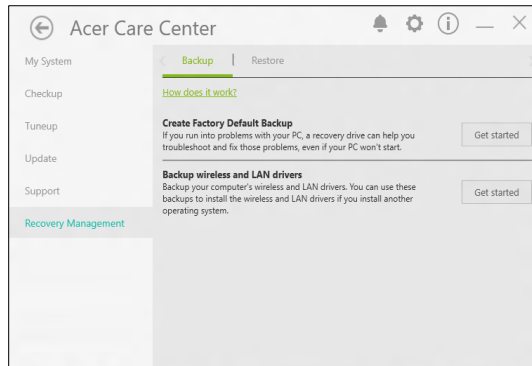 Acer Care Center
My System
Checkup
Tuneup
Update
Support
Recovery Management
Backup
Restore
How does it work?
Create Factory Default Backup
If you run into problems with your PC, a recovery drive can help you
troubleshoot and fix those problems, even if your PC won't start.
Get started
Backup wireless and LAN drivers
Backup your computer's wireless and LAN drivers. You can use these
backups to install the wireless and LAN drivers if you install another
operating system.
Get started